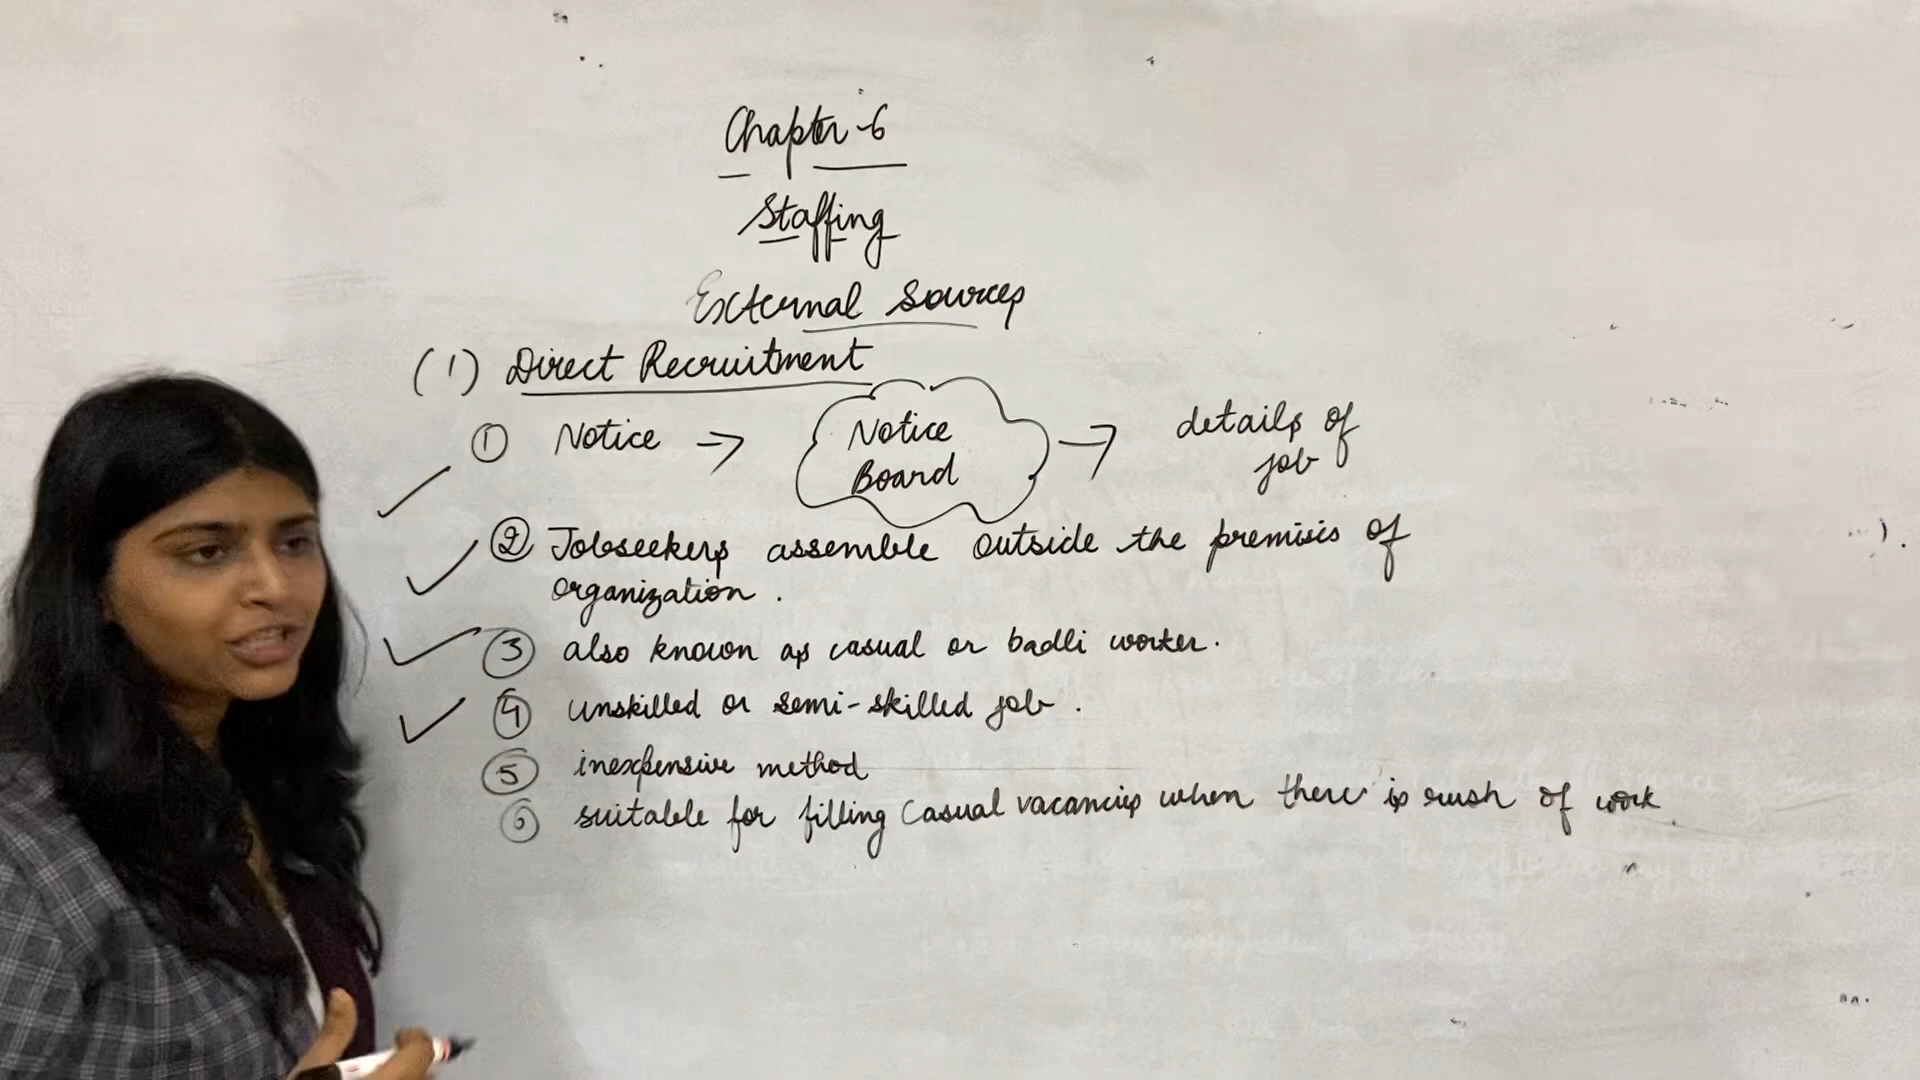 Chapter-6
Staffing
External Sources
(1) Direct Recruitment
① Notice → Notice Board → details of job
② Jobseekers assemble outside the premisis of
organization.
③ also known as casual or badli worker.
④ unskilled or semi-skilled job.
⑤ inexpensive method
⑥ suitable for filling Casual vacancies when there is rush of work.